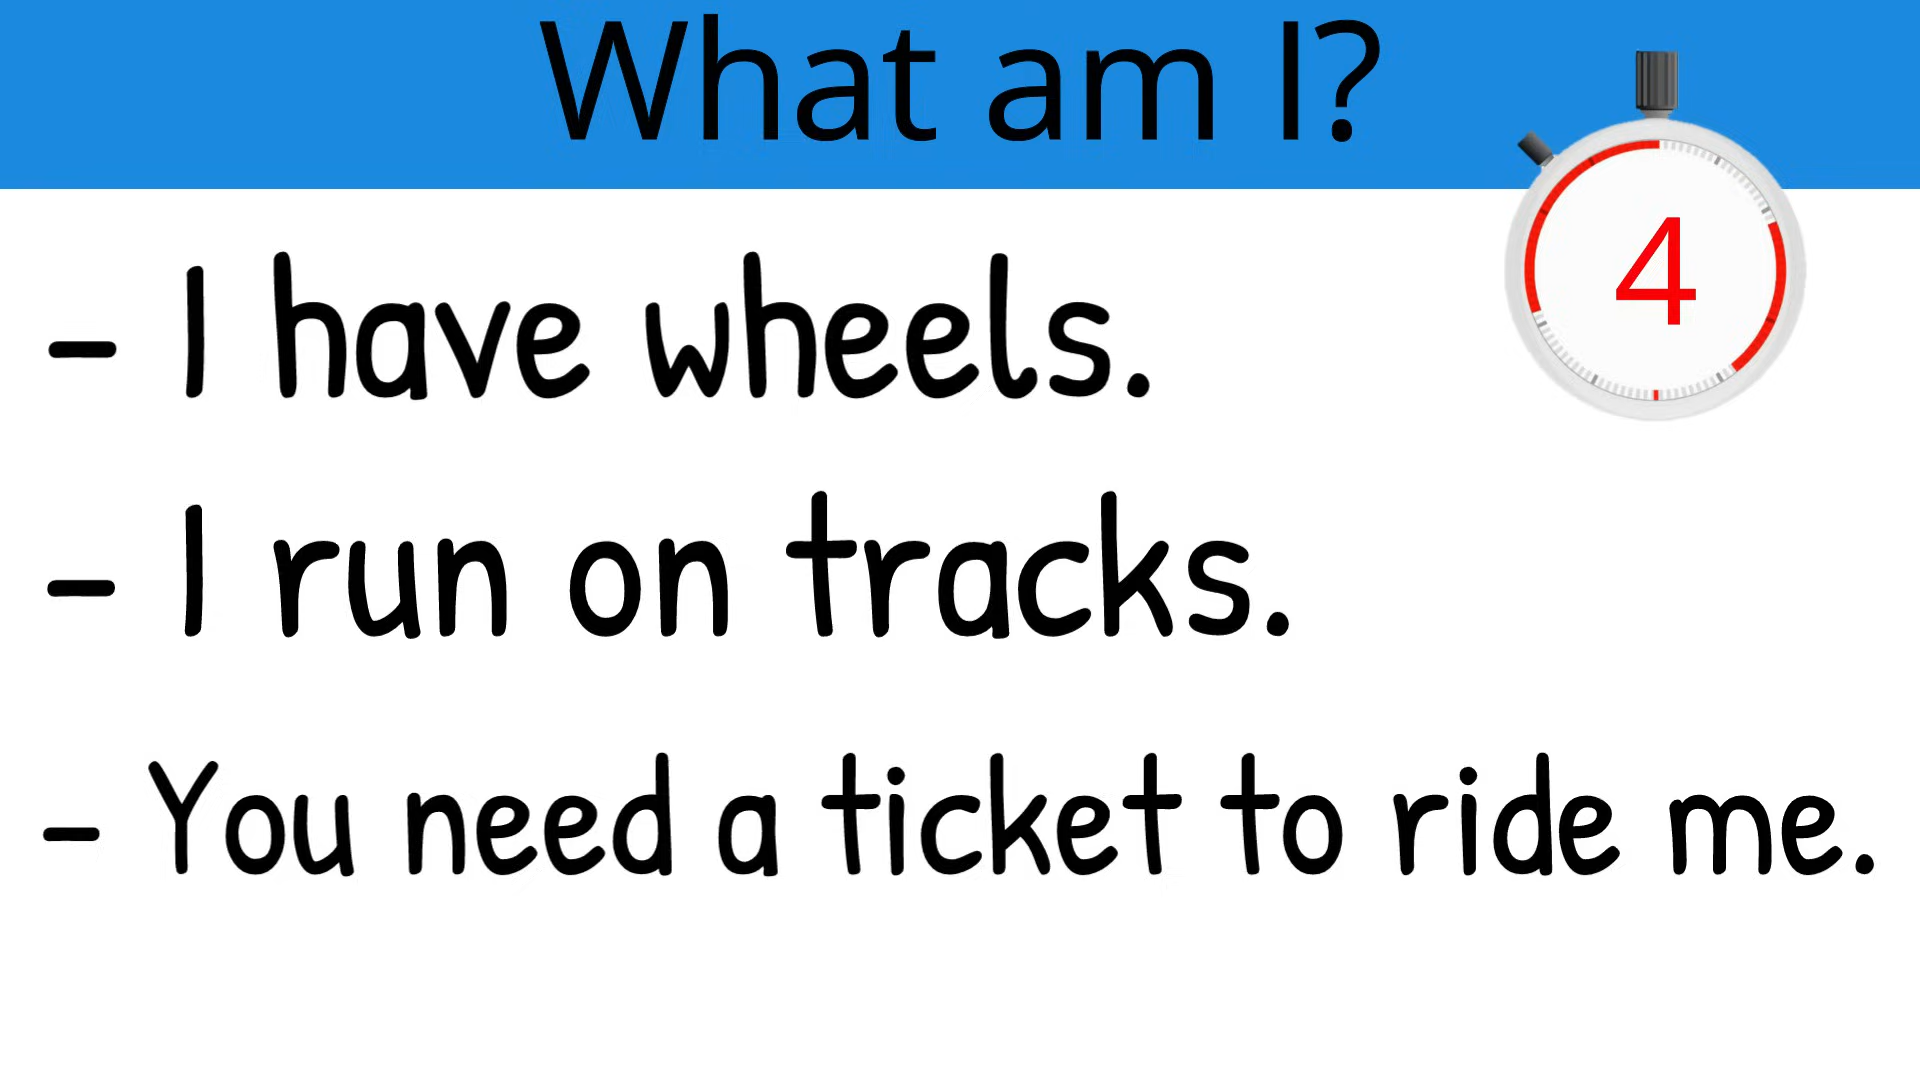 What am I?
4
- I have wheels.
- I run on tracks.
- You need a ticket to ride me.